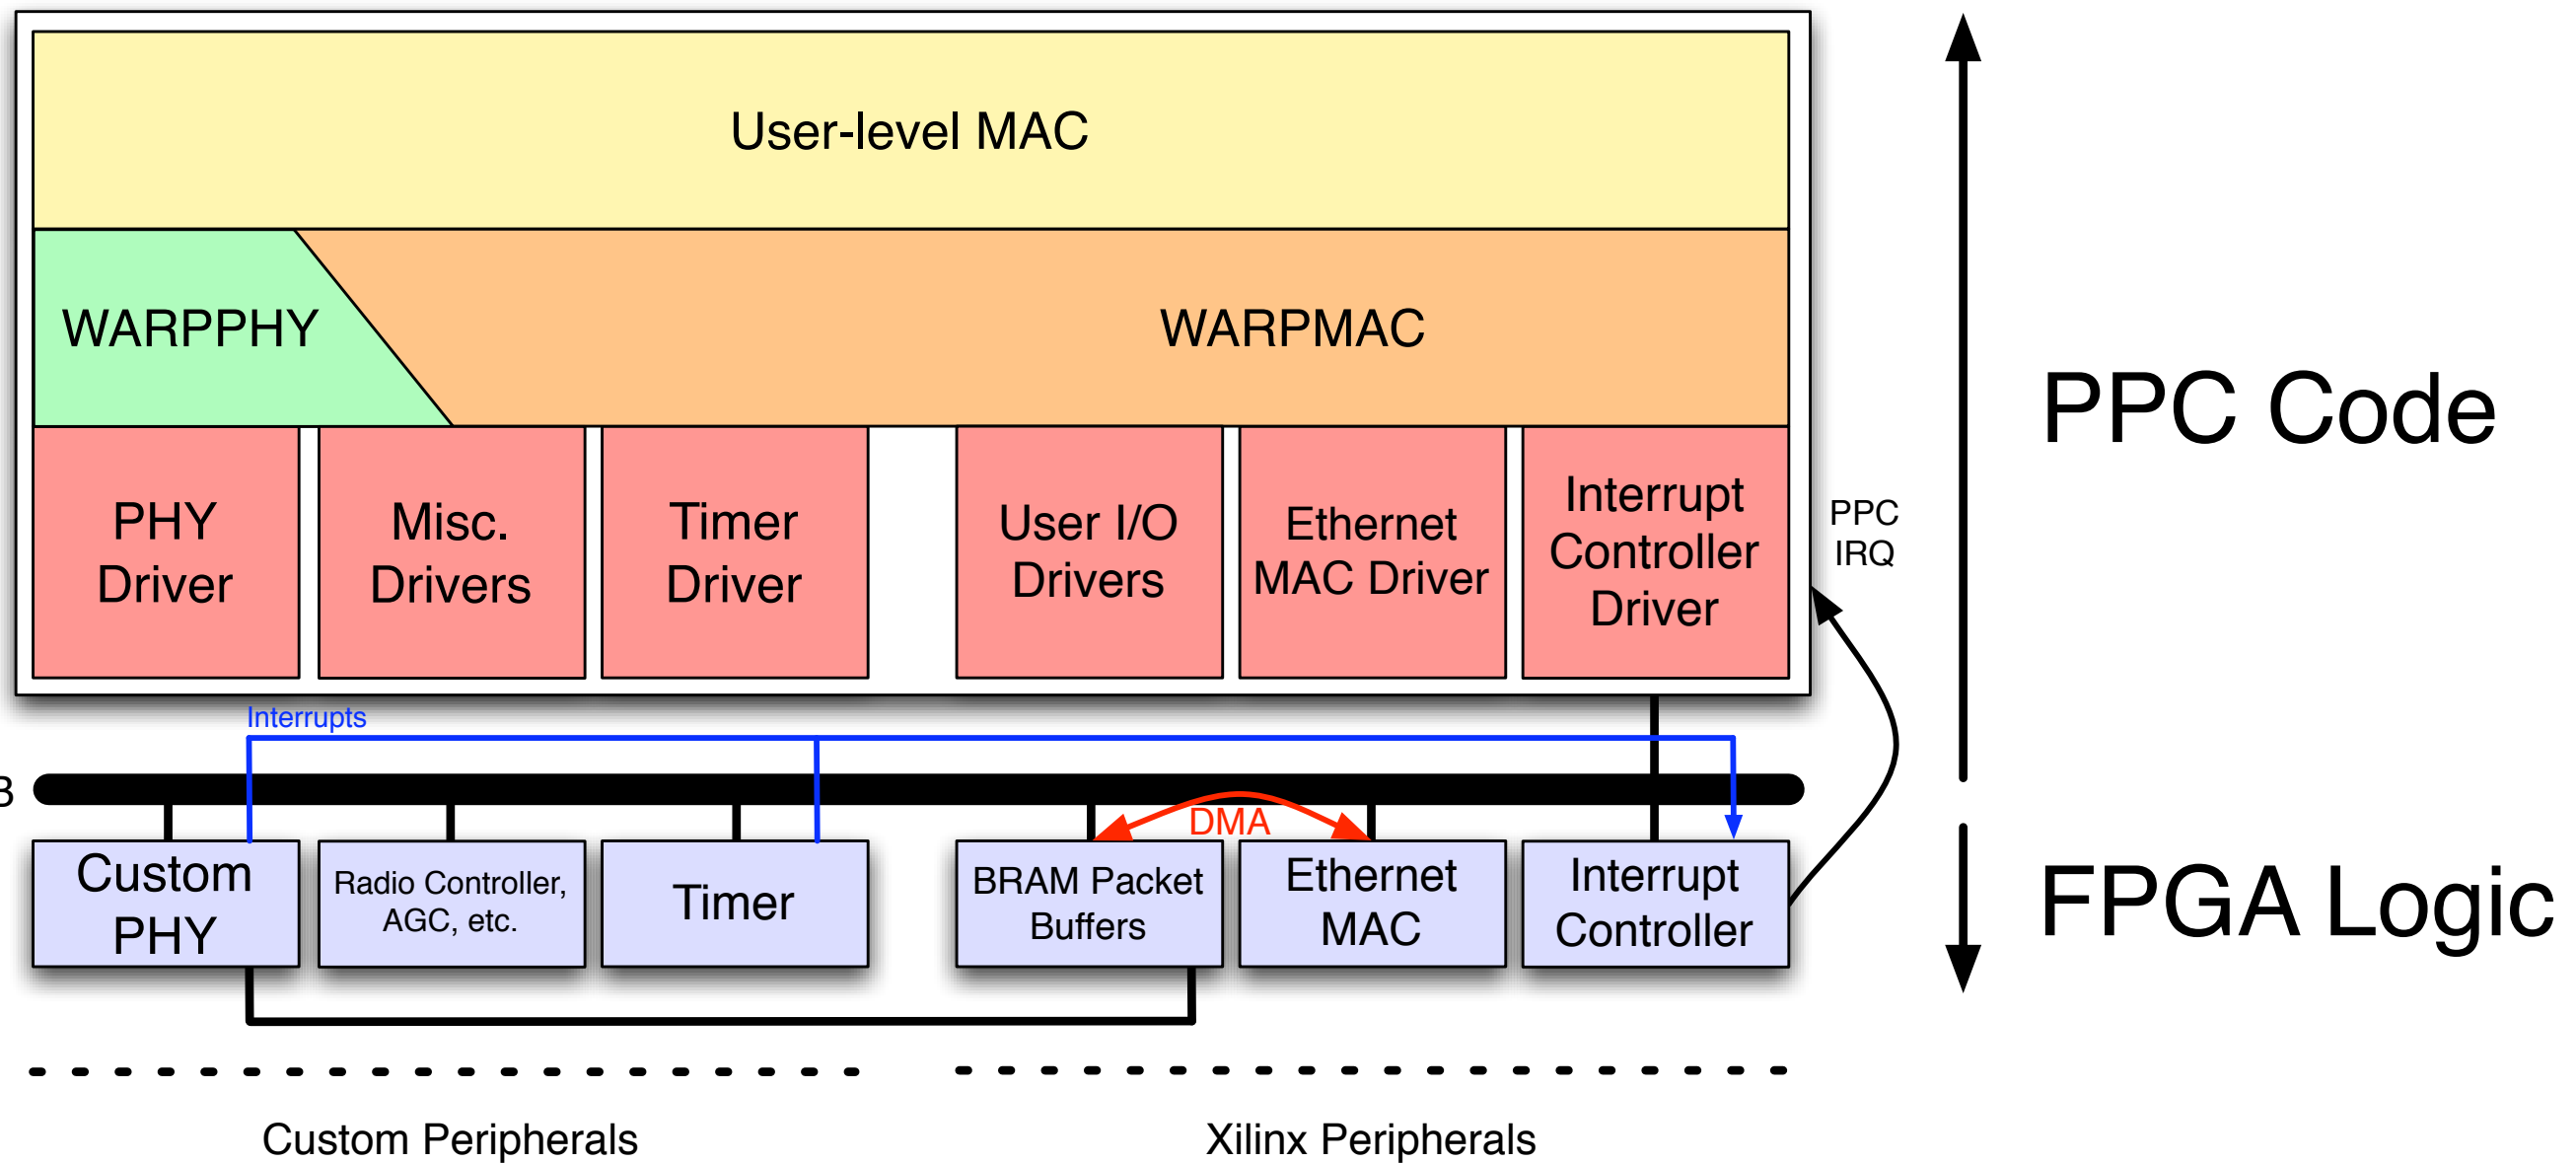 User-level MAC
WARPPHY
WARPMAC
PPC Code
PHY
Driver
Misc.
Drivers
Timer
Driver
User I/O
Drivers
Ethernet
MAC Driver
Interrupt
Controller
Driver
PPC
IRQ
Interrupts
DMA
Custom
PHY
Radio Controller,
AGC, etc.
Timer
BRAM Packet
Buffers
Ethernet
MAC
Interrupt
Controller
FPGA Logic
Custom Peripherals
Xilinx Peripherals